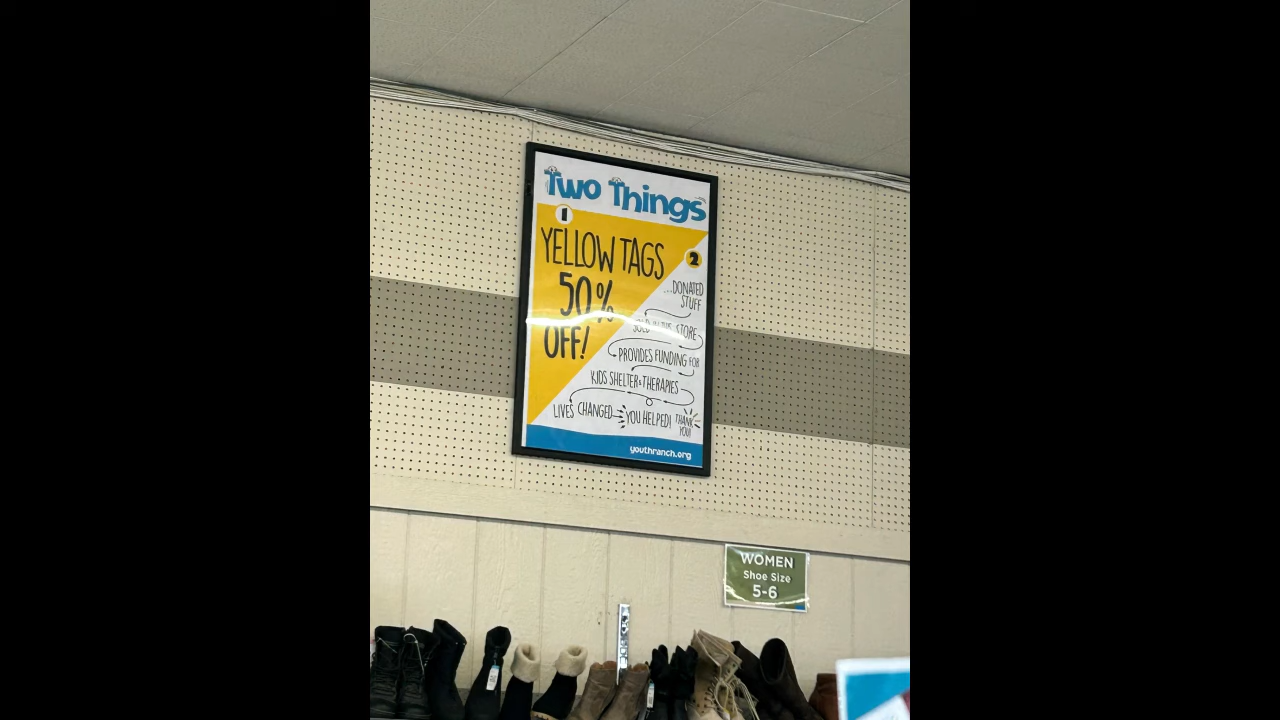 Two Things
1
YELLOW TAGS
50%
OFF!
2
...DONATED
STUFF
SOLD IN THE STORE
PROVIDES FUNDING FOR
KIDS SHELTER & THERAPIES
LIVES CHANGED
YOU HELPED!
THANK
YOU!
youthranch.org
WOMEN
Shoe Size
5-6